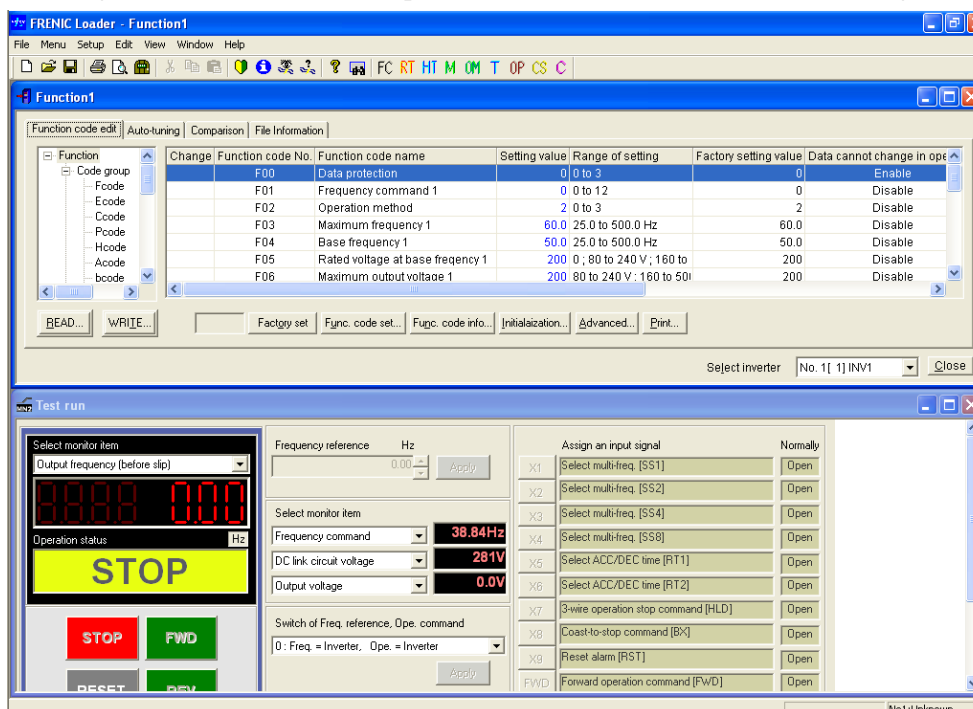 FRENIC Loader - Function1
File Menu Setup Edit View Window Help
FC RT HT M OM T OP CS C
Function1
Function code edit Auto-tuning Comparison File Information
Function
Code group
Fcode
Ecode
Ccode
Pcode
Hcode
Acode
bcode
Change Function code No. Function code name Setting value Range of setting Factory setting value Data cannot change in ope
F00 Data protection 0 0 to 3 0 Enable
F01 Frequency command 1 0 0 to 12 0 Disable
F02 Operation method 2 0 to 3 2 Disable
F03 Maximum frequency 1 60.0 25.0 to 500.0 Hz 60.0 Disable
F04 Base frequency 1 50.0 25.0 to 500.0 Hz 50.0 Disable
F05 Rated voltage at base freqency 1 200 0 ; 80 to 240 V ; 160 to 200 Disable
F06 Maximum output voltage 1 200 80 to 240 V ; 160 to 50 200 Disable
READ... WRITE... Factory set Func. code set... Func. code info... Initialaization... Advanced... Print...
Select inverter No. 1[ 1] INV1 Close
MN2 Test run
Select monitor item
Output frequency (before slip)
0.00
Operation status Hz
STOP
STOP FWD
RESET REV
Frequency reference Hz
0.00 Apply
Select monitor item
Frequency command 38.84Hz
DC link circuit voltage 281V
Output voltage 0.0V
Switch of Freq. reference, Ope. command
0 : Freq. = Inverter, Ope. = Inverter
Apply
Assign an input signal Normally
X1 Select multi-freq. [SS1] Open
X2 Select multi-freq. [SS2] Open
X3 Select multi-freq. [SS4] Open
X4 Select multi-freq. [SS8] Open
X5 Select ACC/DEC time [RT1] Open
X6 Select ACC/DEC time [RT2] Open
X7 3-wire operation stop command [HLD] Open
X8 Coast-to-stop command [BX] Open
X9 Reset alarm [RST] Open
FWD Forward operation command [FWD] Open
No1:Unknown